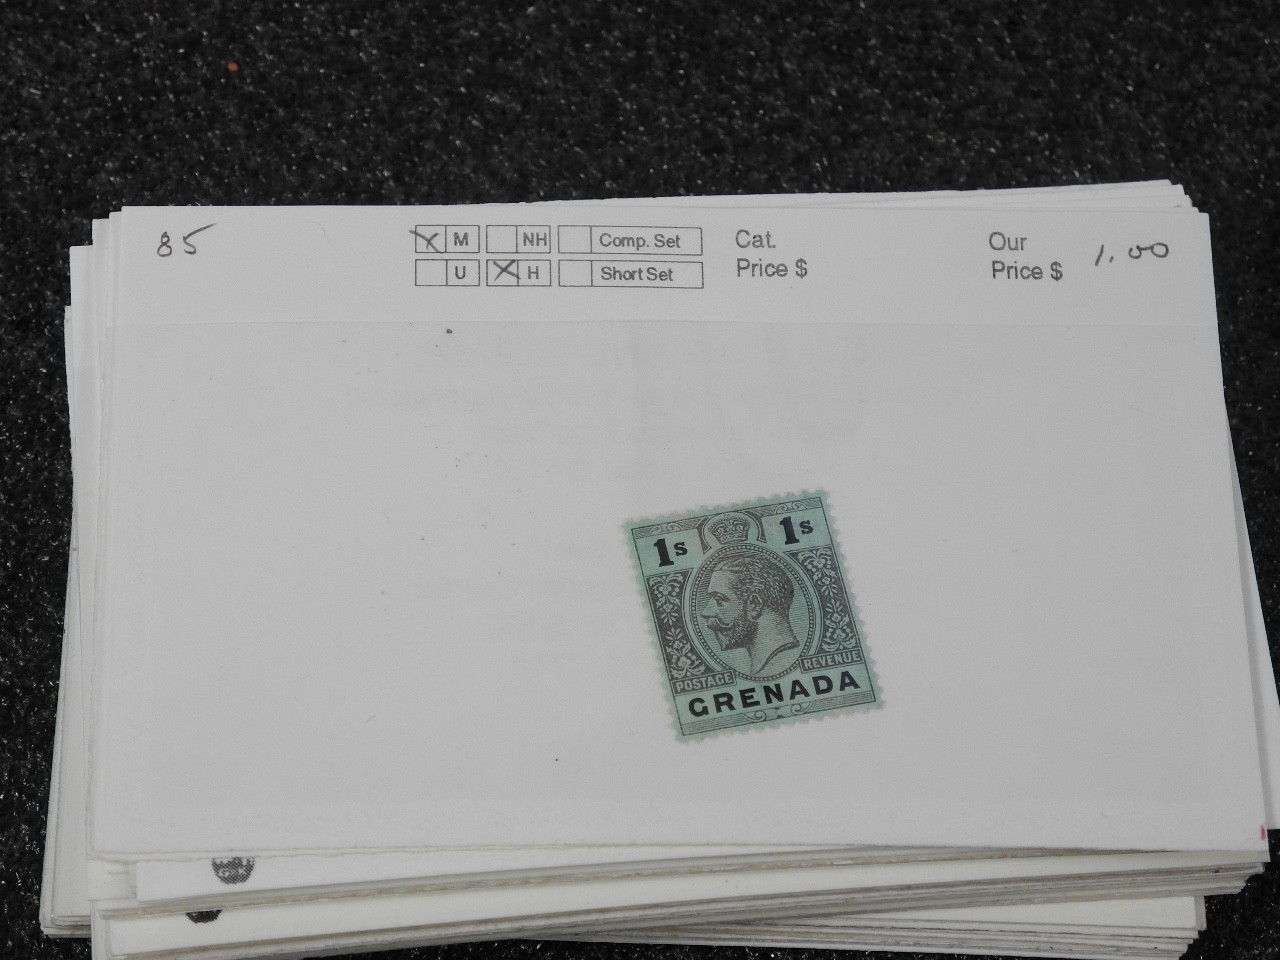 85
M NH Comp. Set
U H Short Set
Cat.
Price $
Our
Price $ 1.00
1s 1s
POSTAGE REVENUE
GRENADA